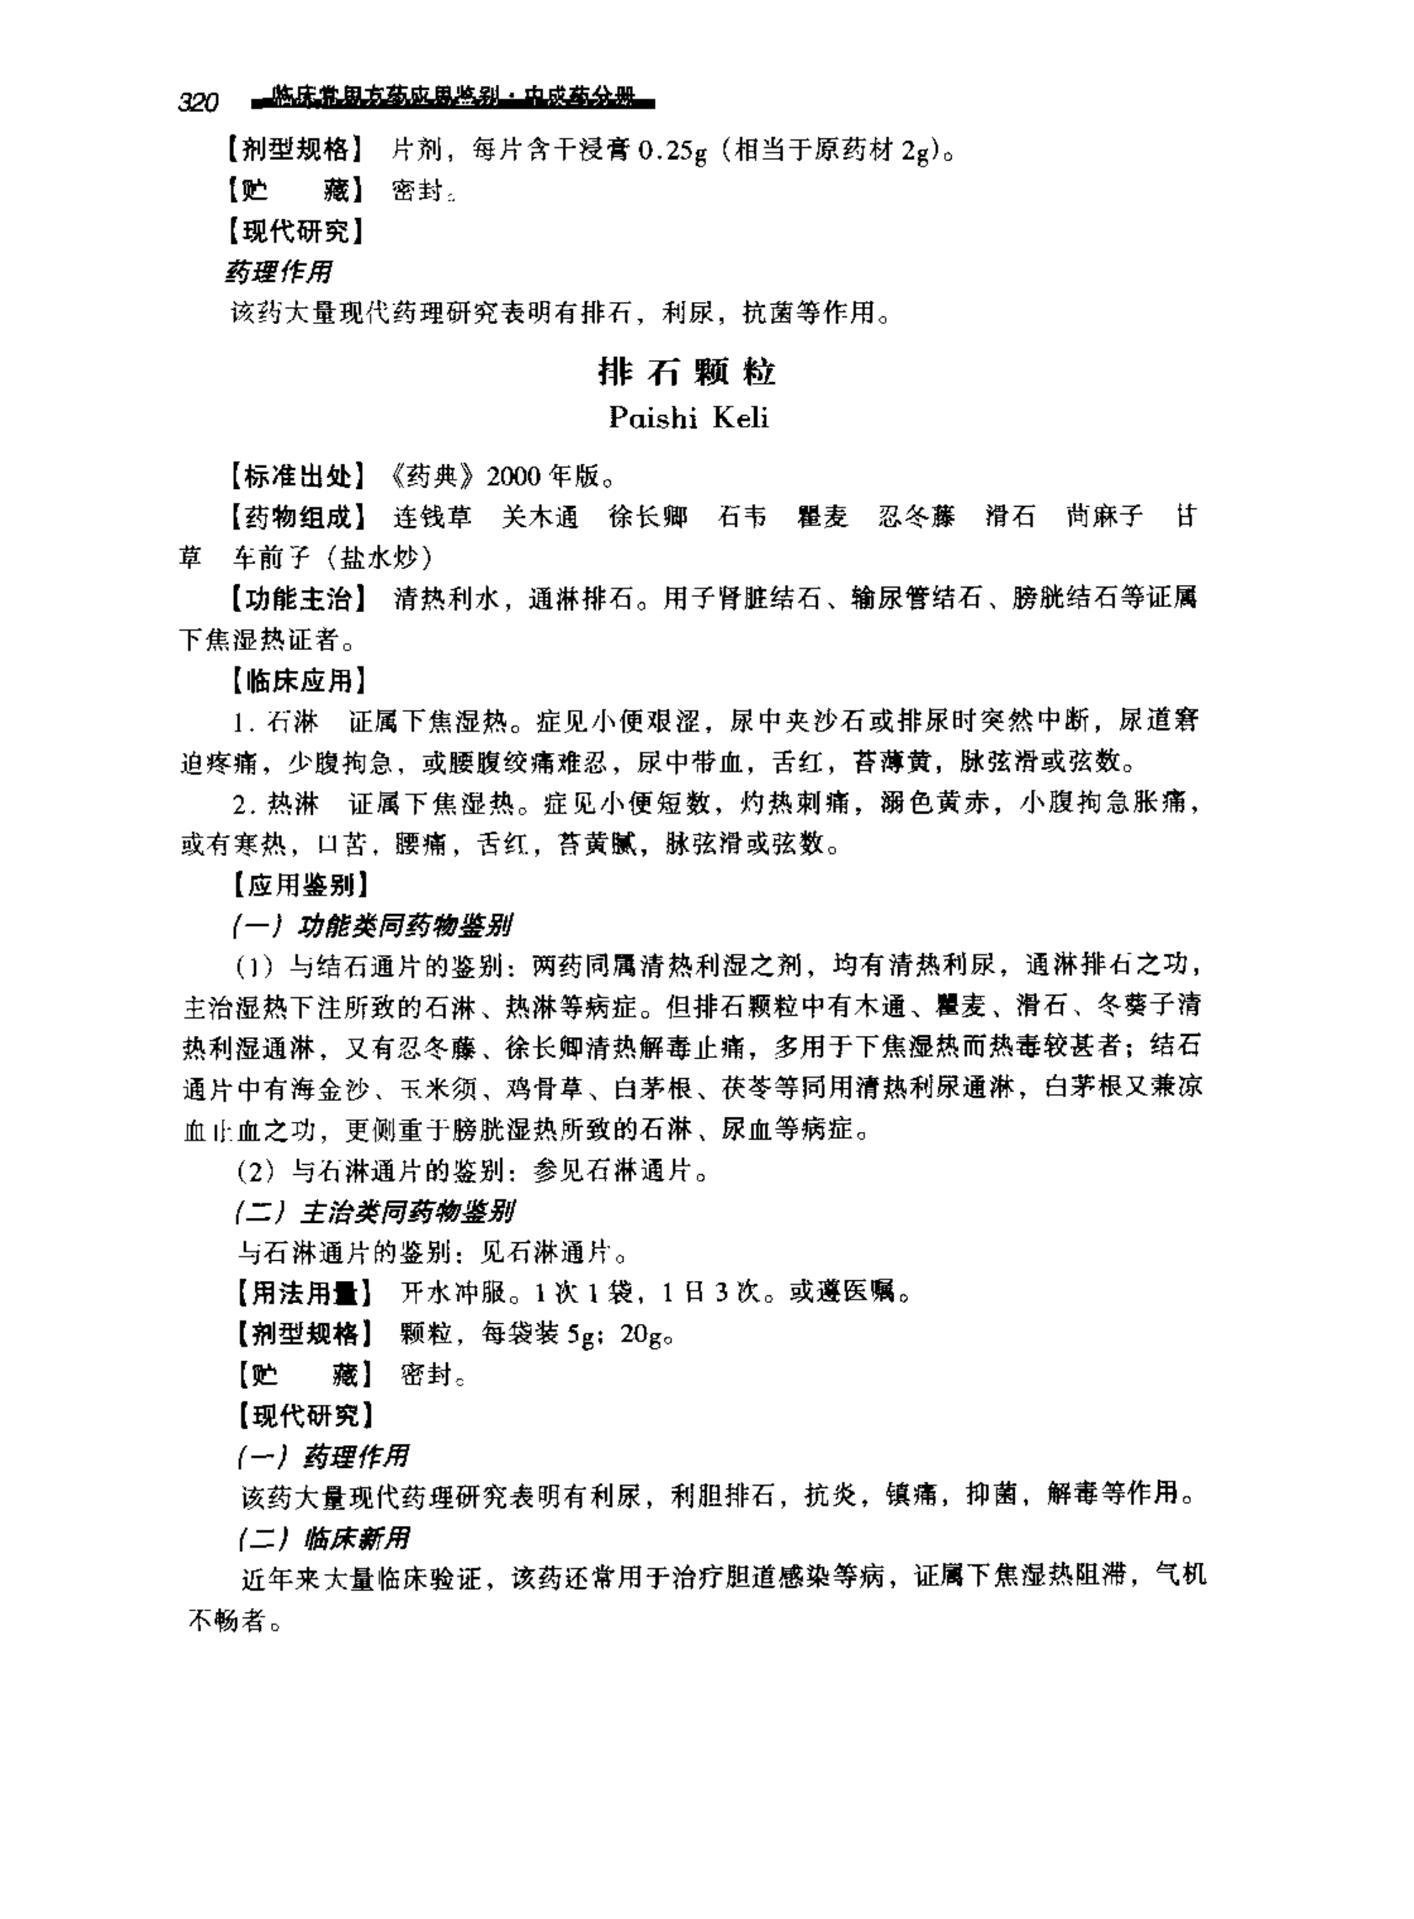 320 临床常用方药应用鉴别·中成药分册
【剂型规格】 片剂，每片含干浸膏 0.25g（相当于原药材 2g）。
【贮　　藏】 密封。
【现代研究】
药理作用
该药大量现代药理研究表明有排石，利尿，抗菌等作用。
排石颗粒
Paishi Keli
【标准出处】《药典》2000 年版。
【药物组成】 连钱草　关木通　徐长卿　石韦　瞿麦　忍冬藤　滑石　苘麻子　甘
草　车前子（盐水炒）
【功能主治】 清热利水，通淋排石。用于肾脏结石、输尿管结石、膀胱结石等证属
下焦湿热证者。
【临床应用】
1. 石淋　证属下焦湿热。症见小便艰涩，尿中夹沙石或排尿时突然中断，尿道窘
迫疼痛，少腹拘急，或腰腹绞痛难忍，尿中带血，舌红，苔薄黄，脉弦滑或弦数。
2. 热淋　证属下焦湿热。症见小便短数，灼热刺痛，溺色黄赤，小腹拘急胀痛，
或有寒热，口苦，腰痛，舌红，苔黄腻，脉弦滑或弦数。
【应用鉴别】
（一）功能类同药物鉴别
（1）与结石通片的鉴别：两药同属清热利湿之剂，均有清热利尿，通淋排石之功，
主治湿热下注所致的石淋、热淋等病症。但排石颗粒中有木通、瞿麦、滑石、冬葵子清
热利湿通淋，又有忍冬藤、徐长卿清热解毒止痛，多用于下焦湿热而热毒较甚者；结石
通片中有海金沙、玉米须、鸡骨草、白茅根、茯苓等同用清热利尿通淋，白茅根又兼凉
血止血之功，更侧重于膀胱湿热所致的石淋、尿血等病症。
（2）与石淋通片的鉴别：参见石淋通片。
（二）主治类同药物鉴别
与石淋通片的鉴别：见石淋通片。
【用法用量】 开水冲服。1 次 1 袋，1 日 3 次。或遵医嘱。
【剂型规格】 颗粒，每袋装 5g；20g。
【贮　　藏】 密封。
【现代研究】
（一）药理作用
该药大量现代药理研究表明有利尿，利胆排石，抗炎，镇痛，抑菌，解毒等作用。
（二）临床新用
近年来大量临床验证，该药还常用于治疗胆道感染等病，证属下焦湿热阻滞，气机
不畅者。